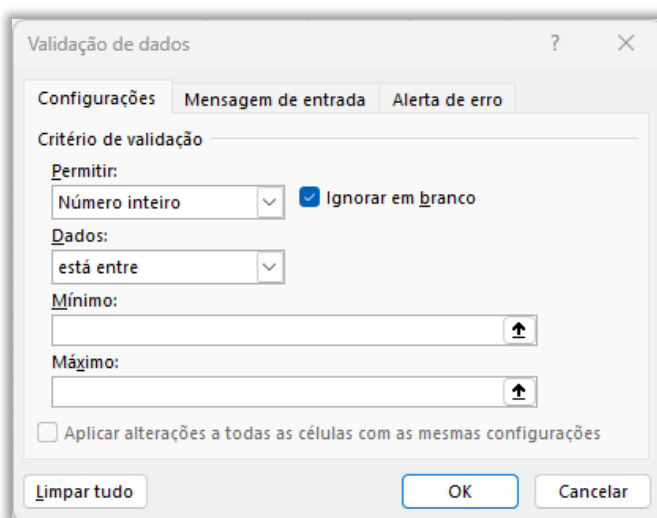 Validação de dados ?
Configurações Mensagem de entrada Alerta de erro
Critério de validação
Permitir:
Número inteiro Ignorar em branco
Dados:
está entre
Mínimo:
Máximo:
Aplicar alterações a todas as células com as mesmas configurações
Limpar tudo OK Cancelar